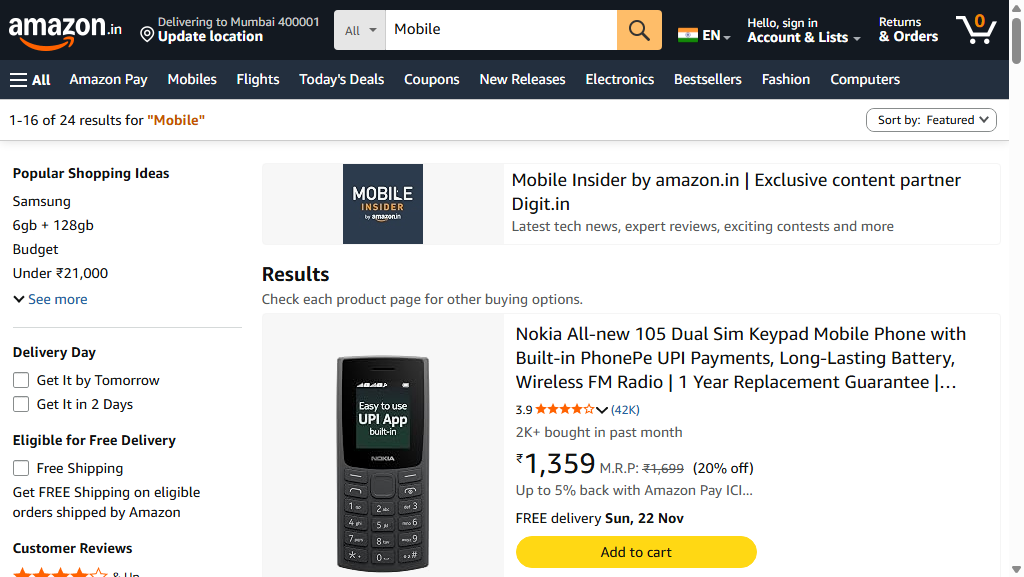 amazon.in
Delivering to Mumbai 400001
Update location
All
Mobile
EN
Hello, sign in
Account & Lists
Returns
& Orders
0
All
Amazon Pay
Mobiles
Flights
Today's Deals
Coupons
New Releases
Electronics
Bestsellers
Fashion
Computers
1-16 of 24 results for "Mobile"
Sort by: Featured
Popular Shopping Ideas
Samsung
6gb + 128gb
Budget
Under ₹21,000
See more
Delivery Day
Get It by Tomorrow
Get It in 2 Days
Eligible for Free Delivery
Free Shipping
Get FREE Shipping on eligible
orders shipped by Amazon
Customer Reviews
& Up
MOBILE
INSIDER
by amazon.in
Mobile Insider by amazon.in | Exclusive content partner
Digit.in
Latest tech news, expert reviews, exciting contests and more
Results
Check each product page for other buying options.
Easy to use
UPI App
built-in
NOKIA
Nokia All-new 105 Dual Sim Keypad Mobile Phone with
Built-in PhonePe UPI Payments, Long-Lasting Battery,
Wireless FM Radio | 1 Year Replacement Guarantee |…
3.9 (42K)
2K+ bought in past month
₹1,359 M.R.P: ₹1,699 (20% off)
Up to 5% back with Amazon Pay ICI…
FREE delivery Sun, 22 Nov
Add to cart